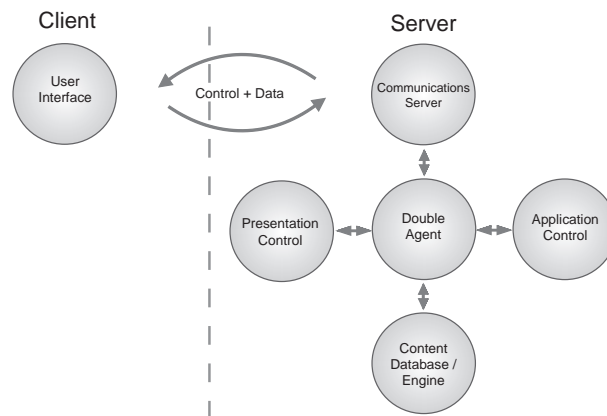 Client
Server
User
Interface
Control + Data
Communications
Server
Presentation
Control
Double
Agent
Application
Control
Content
Database /
Engine